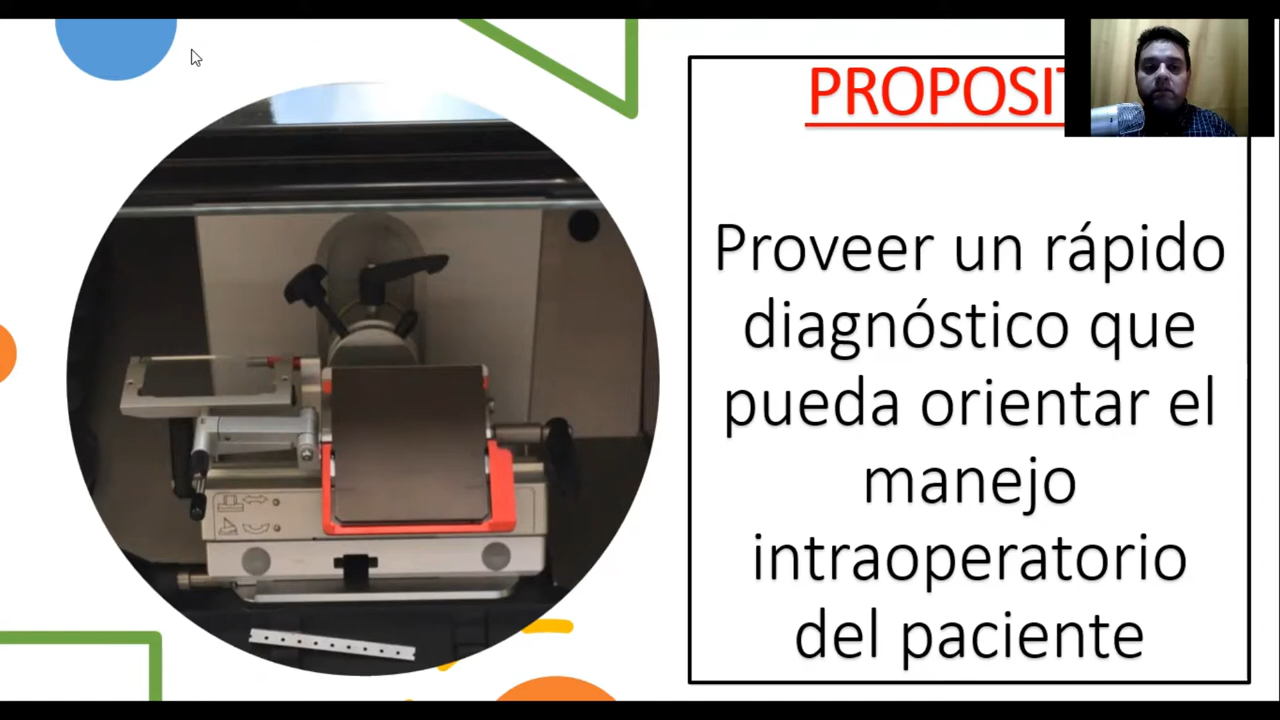 PROPOSIT
Proveer un rápido
diagnóstico que
pueda orientar el
manejo
intraoperatorio
del paciente